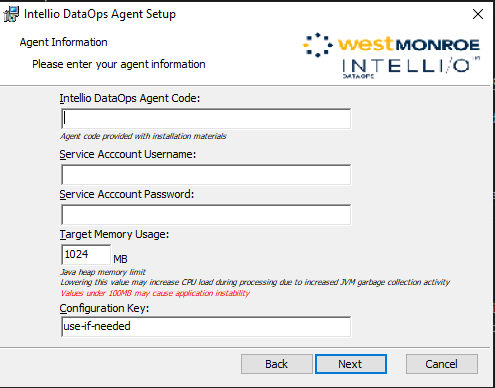 Intellio DataOps Agent Setup
Agent Information
Please enter your agent information
westMONROE
INTELLIO™
DATAOPS
Intellio DataOps Agent Code:
Agent code provided with installation materials
Service Acccount Username:
Service Acccount Password:
Target Memory Usage:
1024 MB
Java heap memory limit
Lowering this value may increase CPU load during processing due to increased JVM garbage collection activity
Values under 100MB may cause application instability
Configuration Key:
use-if-needed
Back Next Cancel